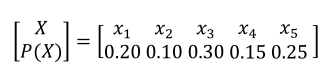 [ X
P(X) ] = [ x₁ x₂ x₃ x₄ x₅
0.20 0.10 0.30 0.15 0.25 ]